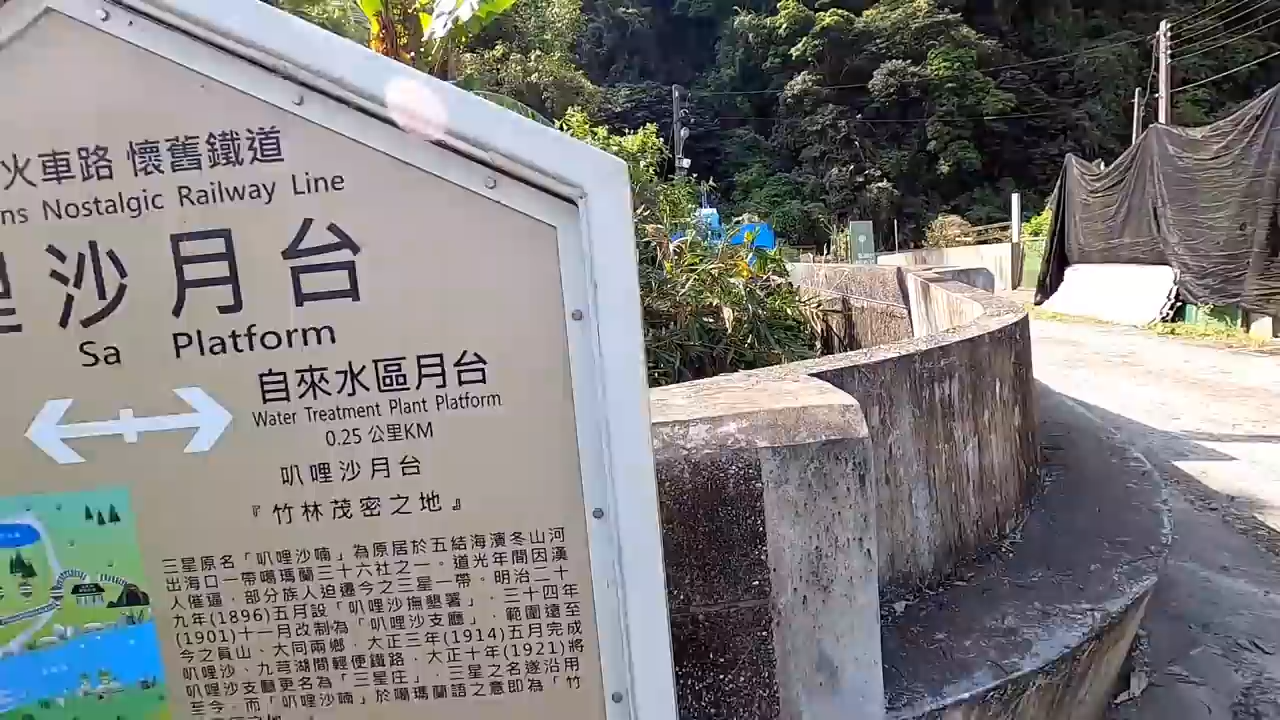 火車路 懷舊鐵道
ns Nostalgic Railway Line
哩沙月台
Sa Platform
自來水區月台
Water Treatment Plant Platform
0.25 公里KM
叭哩沙月台
『竹林茂密之地』
三星原名「叭哩沙喃」為原居於五結海濱冬山河
出海口一帶噶瑪蘭三十六社之一。道光年間因漢
人催逼,部分族人迫遷今之三星一帶。明治二十
九年(1896)五月設「叭哩沙撫墾署」,三十四年
(1901)十一月改制為「叭哩沙支廳」,範圍遠至
今之員山、大同兩鄉。大正三年(1914)五月完成
叭哩沙、九芎湖間輕便鐵路,大正十年(1921)將
叭哩沙支廳更名為「三星庄」,三星之名遂沿用
至今,而「叭哩沙喃」於噶瑪蘭語之意即為「竹